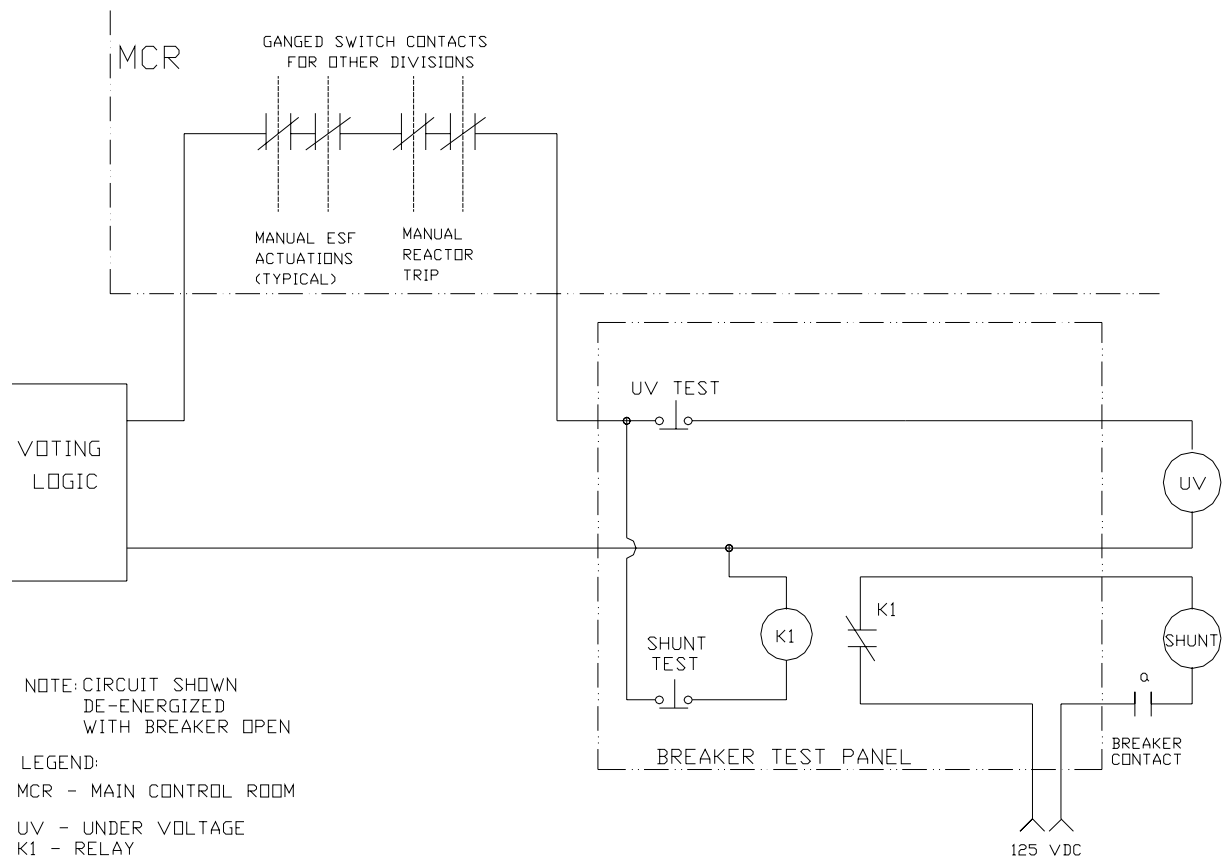 MCR
GANGED SWITCH CONTACTS
FOR OTHER DIVISIONS
MANUAL ESF
ACTUATIONS
(TYPICAL)
MANUAL
REACTOR
TRIP
VOTING
LOGIC
UV TEST
UV
K1
K1
SHUNT
TEST
SHUNT
a
BREAKER
CONTACT
BREAKER TEST PANEL
125 VDC
NOTE: CIRCUIT SHOWN
DE-ENERGIZED
WITH BREAKER OPEN
LEGEND:
MCR - MAIN CONTROL ROOM
UV - UNDER VOLTAGE
K1 - RELAY